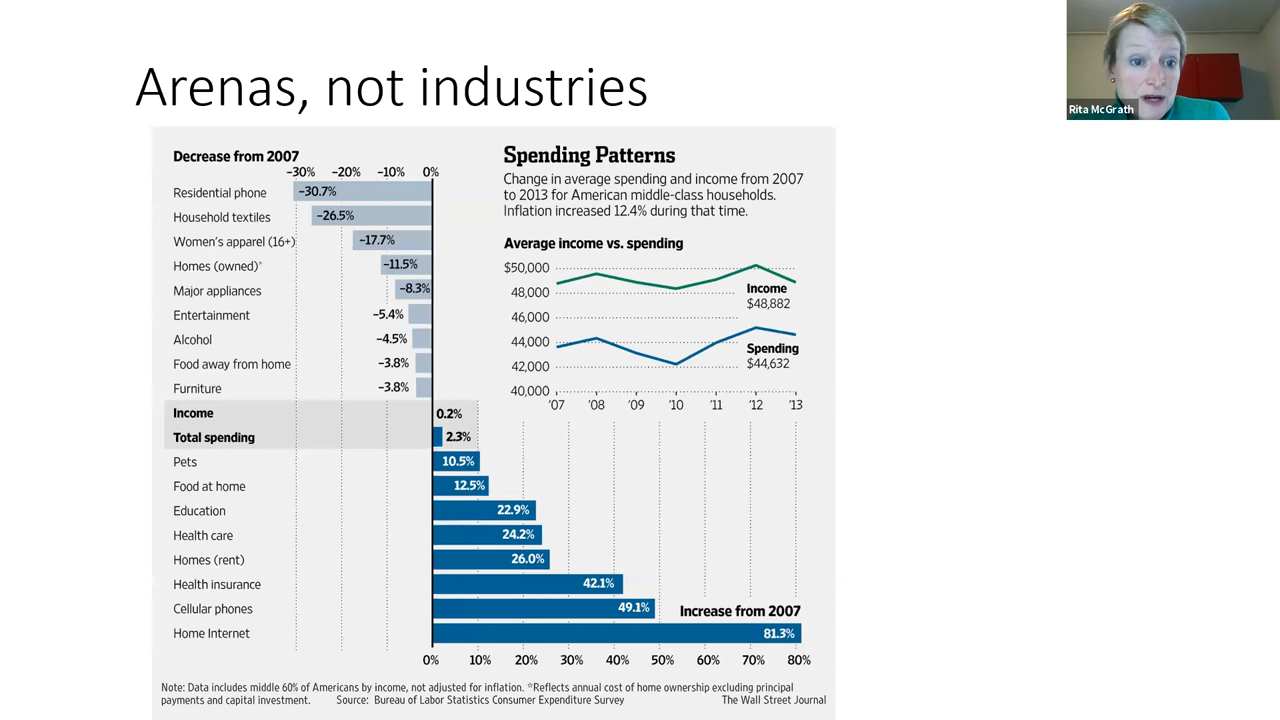 Arenas, not industries
Rita McGrath
Decrease from 2007
−30% −20% −10% 0%
Residential phone −30.7%
Household textiles −26.5%
Women's apparel (16+) −17.7%
Homes (owned)* −11.5%
Major appliances −8.3%
Entertainment −5.4%
Alcohol −4.5%
Food away from home −3.8%
Furniture −3.8%
Income 0.2%
Total spending 2.3%
Pets 10.5%
Food at home 12.5%
Education 22.9%
Health care 24.2%
Homes (rent) 26.0%
Health insurance 42.1%
Cellular phones 49.1%
Home Internet 81.3%
Increase from 2007
0% 10% 20% 30% 40% 50% 60% 70% 80%
Spending Patterns
Change in average spending and income from 2007
to 2013 for American middle-class households.
Inflation increased 12.4% during that time.
Average income vs. spending
$50,000
48,000
46,000
44,000
42,000
40,000
Income
$48,882
Spending
$44,632
'07 '08 '09 '10 '11 '12 '13
Note: Data includes middle 60% of Americans by income, not adjusted for inflation. *Reflects annual cost of home ownership excluding principal
payments and capital investment. Source: Bureau of Labor Statistics Consumer Expenditure Survey The Wall Street Journal